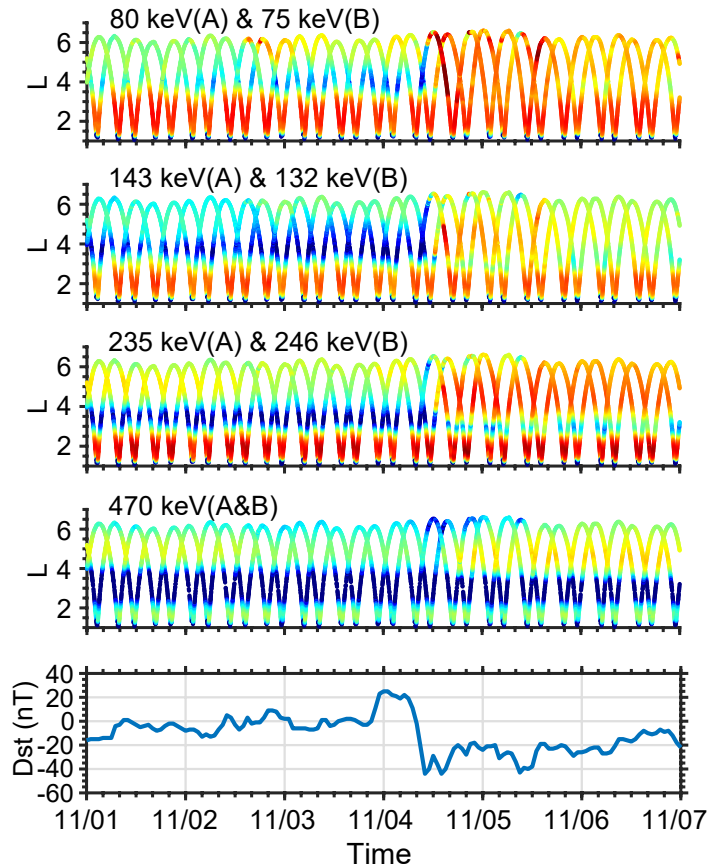 80 keV(A) & 75 keV(B)
6
4
2
L
143 keV(A) & 132 keV(B)
6
4
2
L
235 keV(A) & 246 keV(B)
6
4
2
L
470 keV(A&B)
6
4
2
L
40
20
0
-20
-40
-60
Dst (nT)
11/01 11/02 11/03 11/04 11/05 11/06 11/07
Time